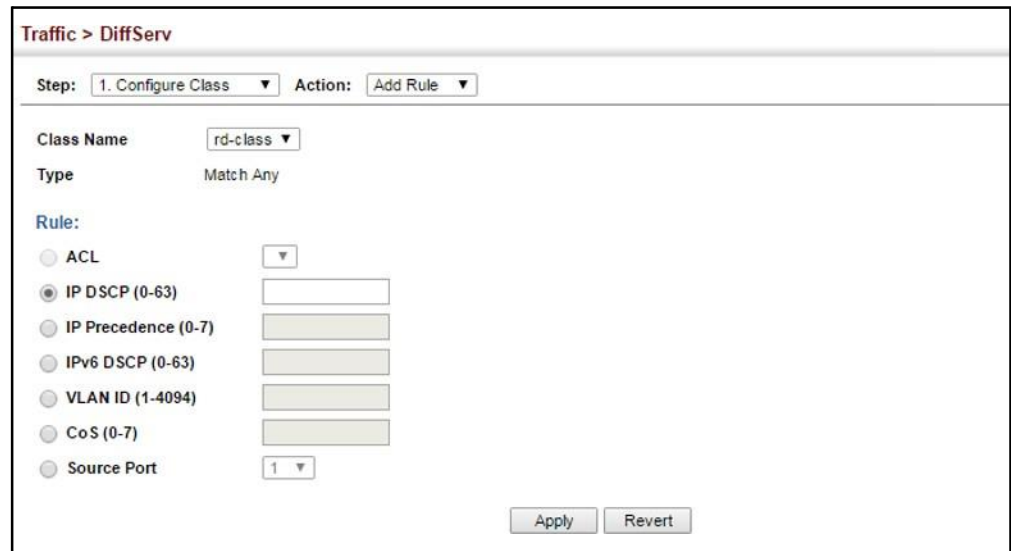 Traffic > DiffServ
Step: 1. Configure Class Action: Add Rule
Class Name rd-class
Type Match Any
Rule:
ACL
IP DSCP (0-63)
IP Precedence (0-7)
IPv6 DSCP (0-63)
VLAN ID (1-4094)
CoS (0-7)
Source Port 1
Apply Revert